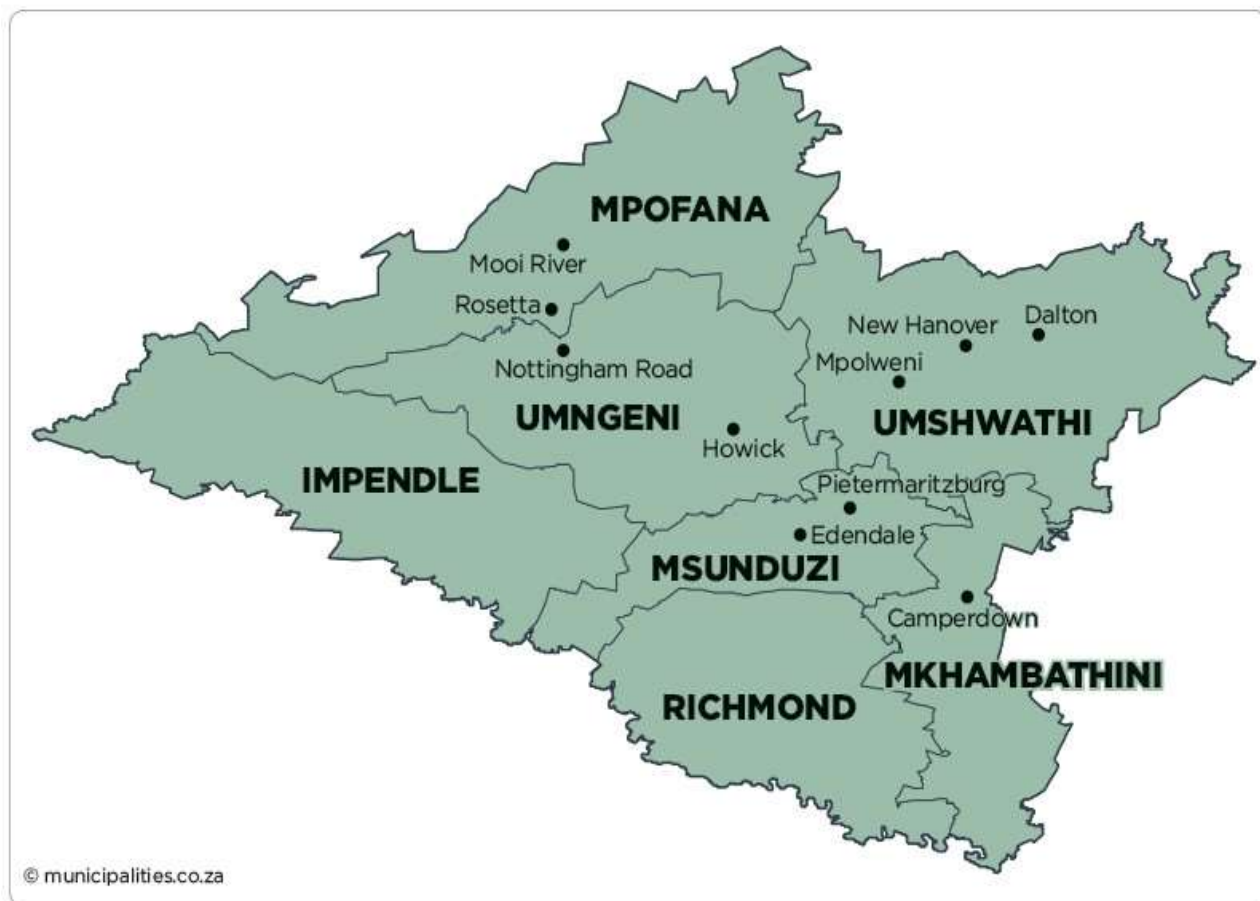 MPOFANA
Mooi River
Rosetta
Nottingham Road
New Hanover
Dalton
Mpolweni
UMNGENI
UMSHWATHI
Howick
IMPENDLE
Pietermaritzburg
Edendale
MSUNDUZI
Camperdown
MKHAMBATHINI
RICHMOND
© municipalities.co.za